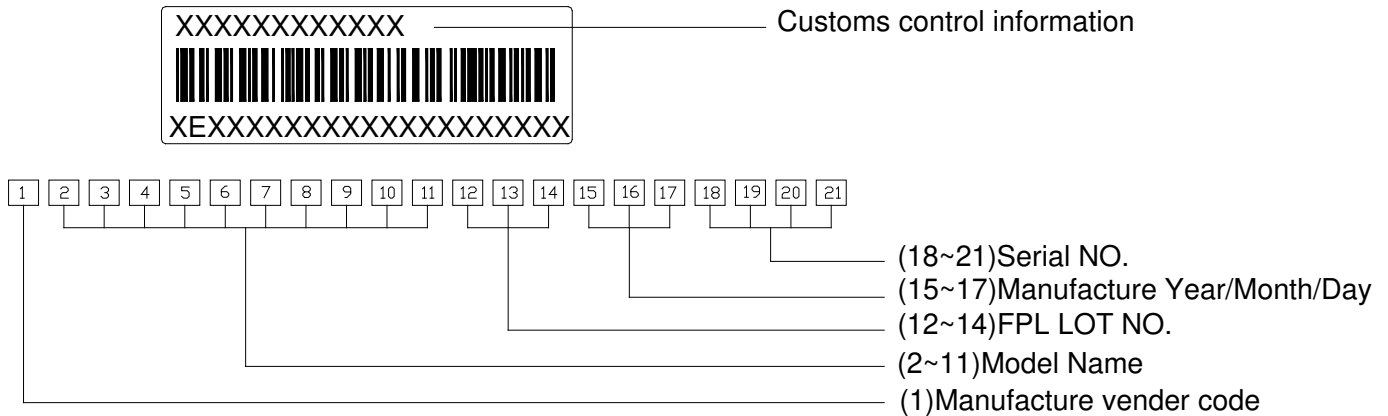 XXXXXXXXXXXX
Customs control information
XEXXXXXXXXXXXXXXXXXXX
1 2 3 4 5 6 7 8 9 10 11 12 13 14 15 16 17 18 19 20 21
(18~21)Serial NO.
(15~17)Manufacture Year/Month/Day
(12~14)FPL LOT NO.
(2~11)Model Name
(1)Manufacture vender code